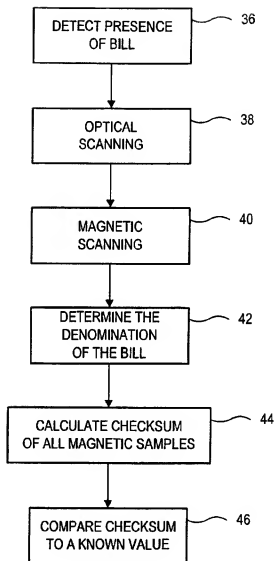 DETECT PRESENCE
OF BILL
36
OPTICAL
SCANNING
38
MAGNETIC
SCANNING
40
DETERMINE THE
DENOMINATION
OF THE BILL
42
CALCULATE CHECKSUM
OF ALL MAGNETIC SAMPLES
44
COMPARE CHECKSUM
TO A KNOWN VALUE
46